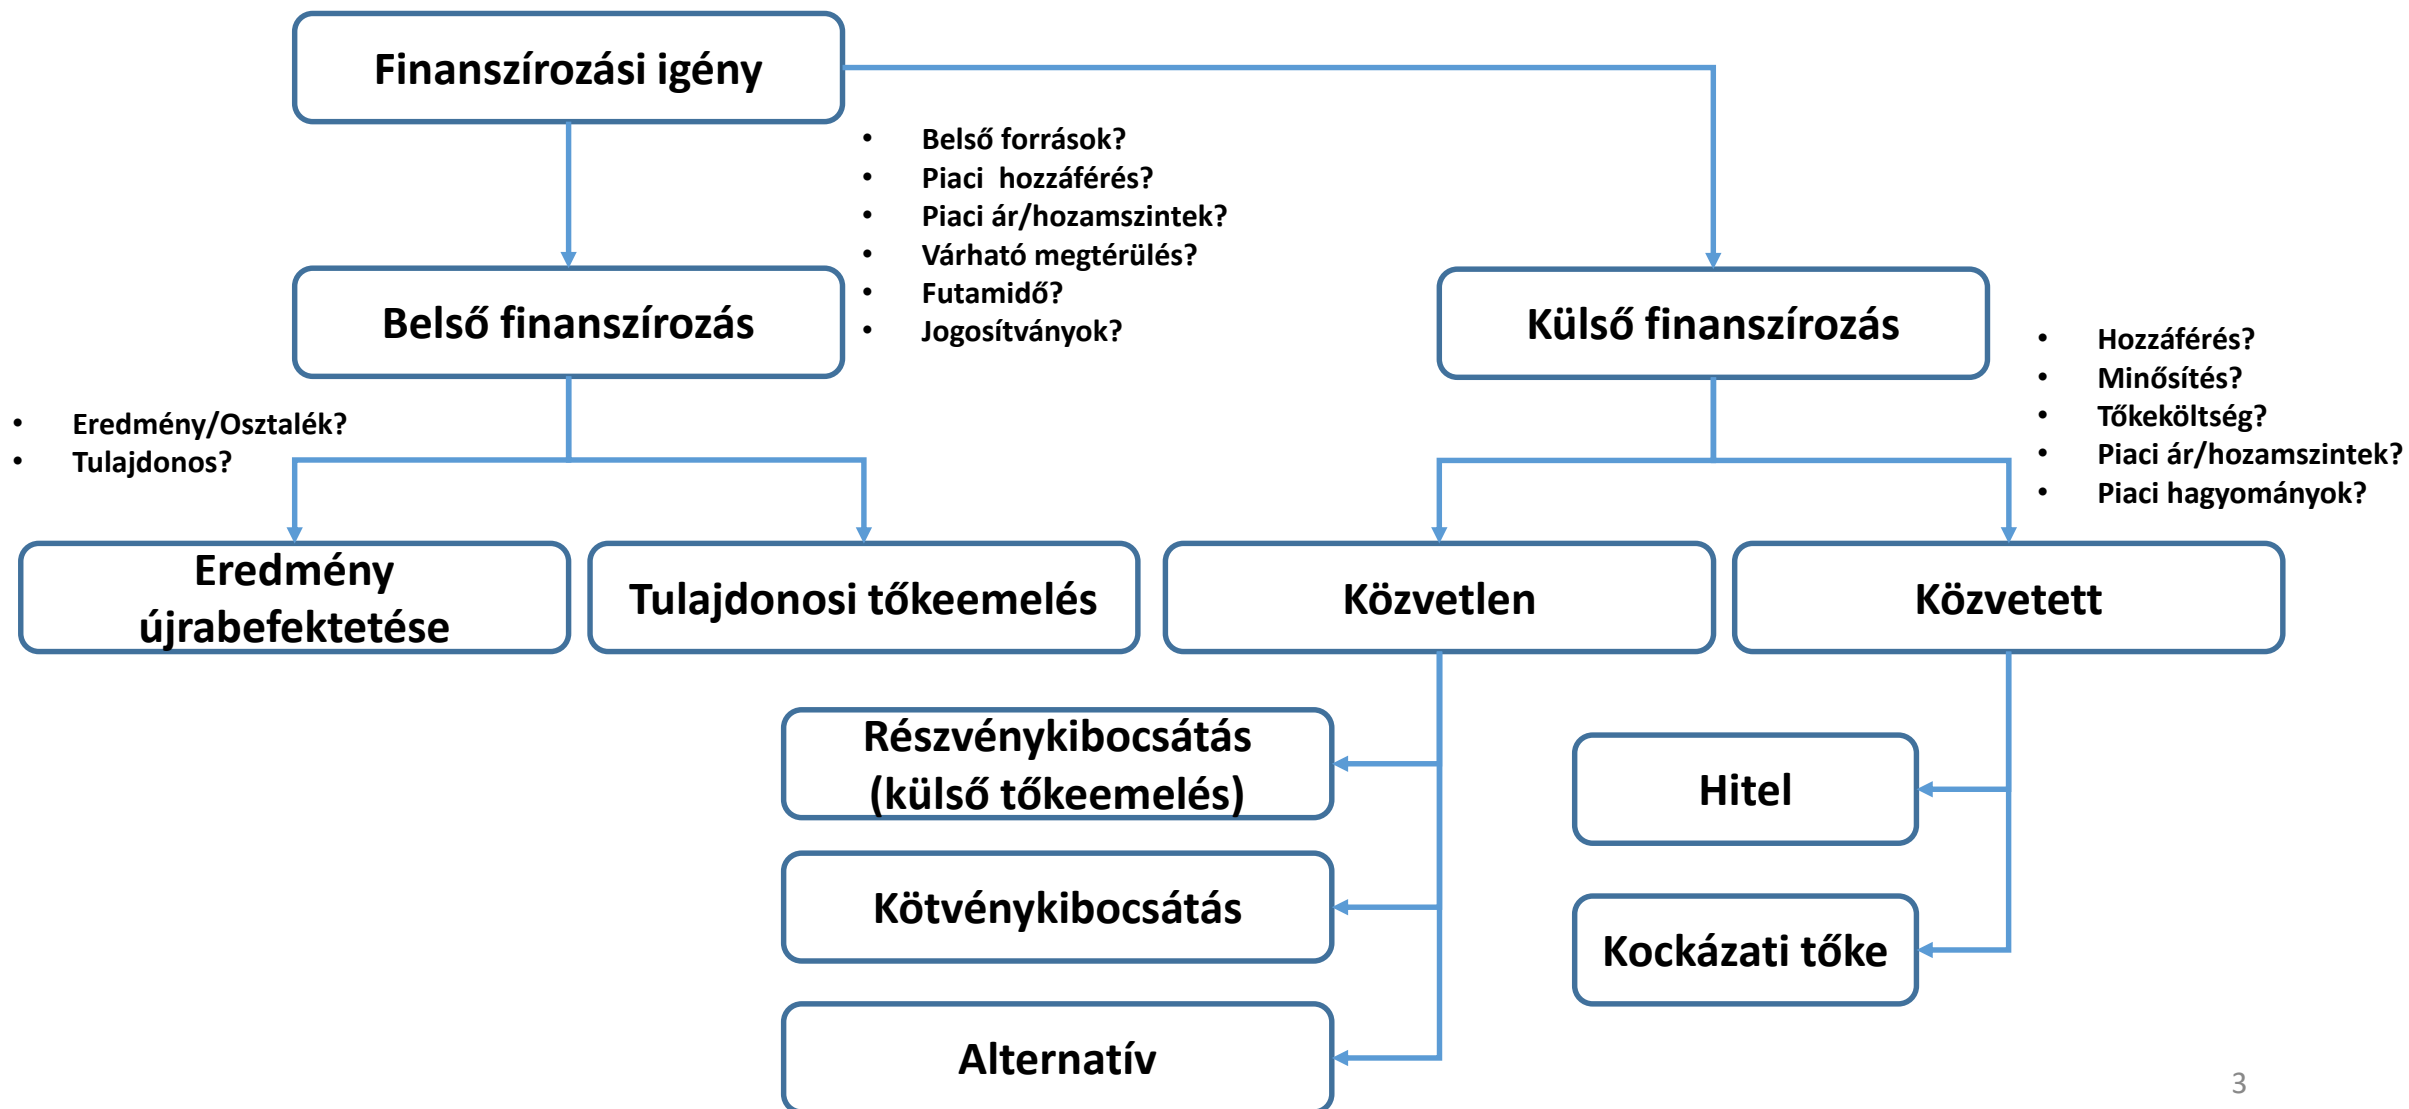 Finanszírozási igény
• Belső források?
• Piaci  hozzáférés?
• Piaci ár/hozamszintek?
• Várható megtérülés?
• Futamidő?
• Jogosítványok?
Belső finanszírozás
Külső finanszírozás
• Hozzáférés?
• Minősítés?
• Tőkeköltség?
• Piaci ár/hozamszintek?
• Piaci hagyományok?
• Eredmény/Osztalék?
• Tulajdonos?
Eredmény
újrabefektetése
Tulajdonosi tőkeemelés
Közvetlen
Közvetett
Részvénykibocsátás
(külső tőkeemelés)
Kötvénykibocsátás
Alternatív
Hitel
Kockázati tőke
3